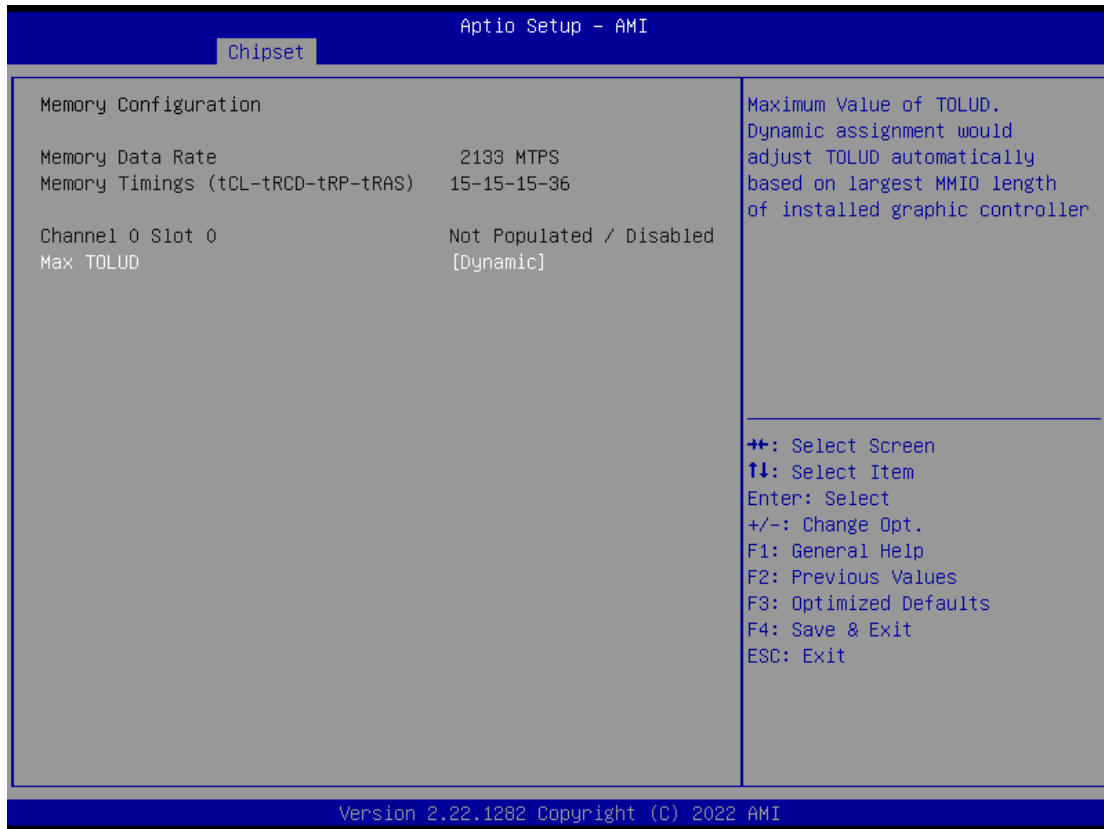 Aptio Setup – AMI
Chipset
Memory Configuration
Memory Data Rate 2133 MTPS
Memory Timings (tCL-tRCD-tRP-tRAS) 15-15-15-36
Channel 0 Slot 0 Not Populated / Disabled
Max TOLUD [Dynamic]
Maximum Value of TOLUD.
Dynamic assignment would
adjust TOLUD automatically
based on largest MMIO length
of installed graphic controller
→←: Select Screen
↑↓: Select Item
Enter: Select
+/-: Change Opt.
F1: General Help
F2: Previous Values
F3: Optimized Defaults
F4: Save & Exit
ESC: Exit
Version 2.22.1282 Copyright (C) 2022 AMI